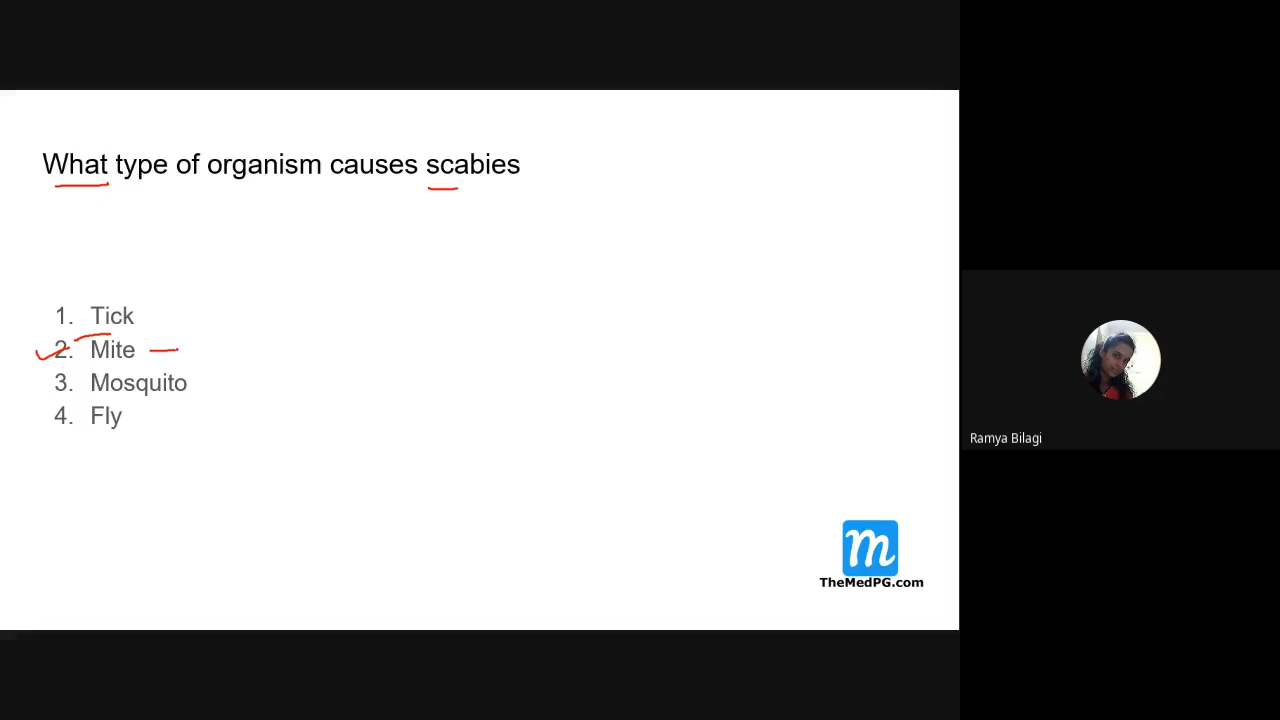 What type of organism causes scabies
1. Tick
2. Mite
3. Mosquito
4. Fly
m
TheMedPG.com
Ramya Bilagi